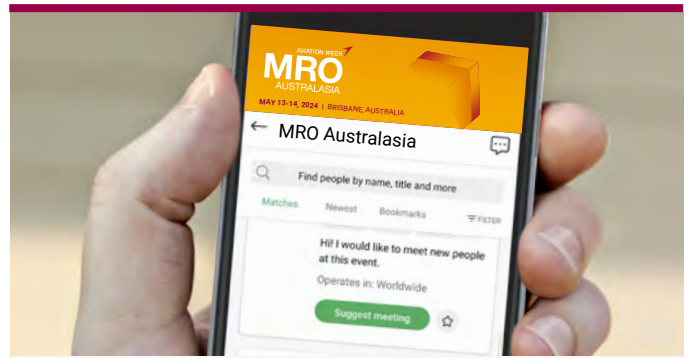 AVIATION WEEK
MRO
AUSTRALASIA
MAY 13-14, 2024 | BRISBANE, AUSTRALIA
MRO Australasia
Find people by name, title and more
Matches Newest Bookmarks FILTER
Hi! I would like to meet new people
at this event.
Operates in: Worldwide
Suggest meeting